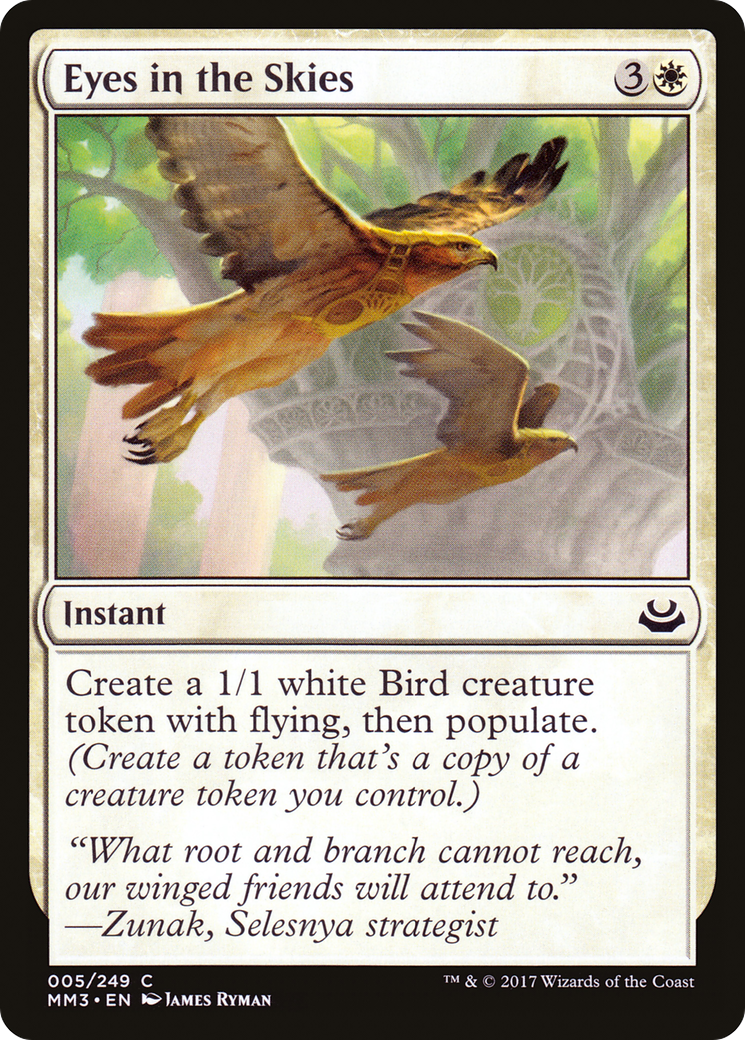 Eyes in the Skies
3
Instant
Create a 1/1 white Bird creature
token with flying, then populate.
(Create a token that's a copy of a
creature token you control.)
“What root and branch cannot reach,
our winged friends will attend to.”
—Zunak, Selesnya strategist
005/249 C
MM3 • EN JAMES RYMAN
™ & © 2017 Wizards of the Coast